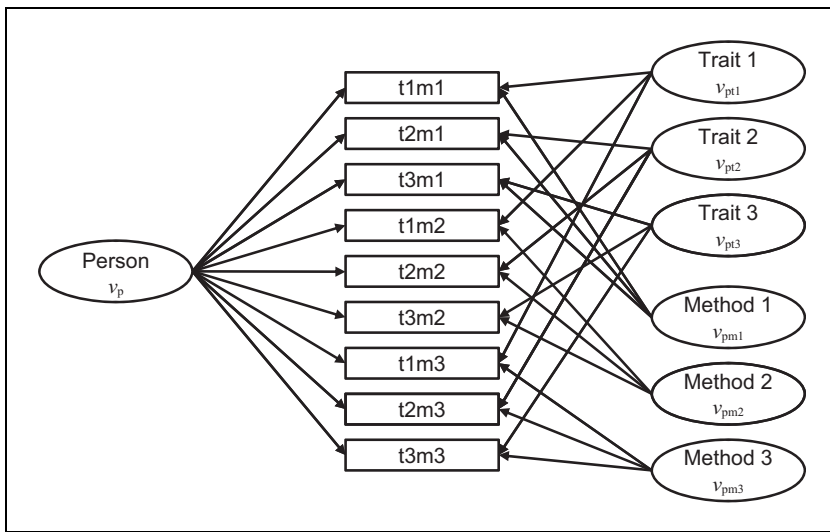 Person
vp
t1m1
t2m1
t3m1
t1m2
t2m2
t3m2
t1m3
t2m3
t3m3
Trait 1
vpt1
Trait 2
vpt2
Trait 3
vpt3
Method 1
vpm1
Method 2
vpm2
Method 3
vpm3